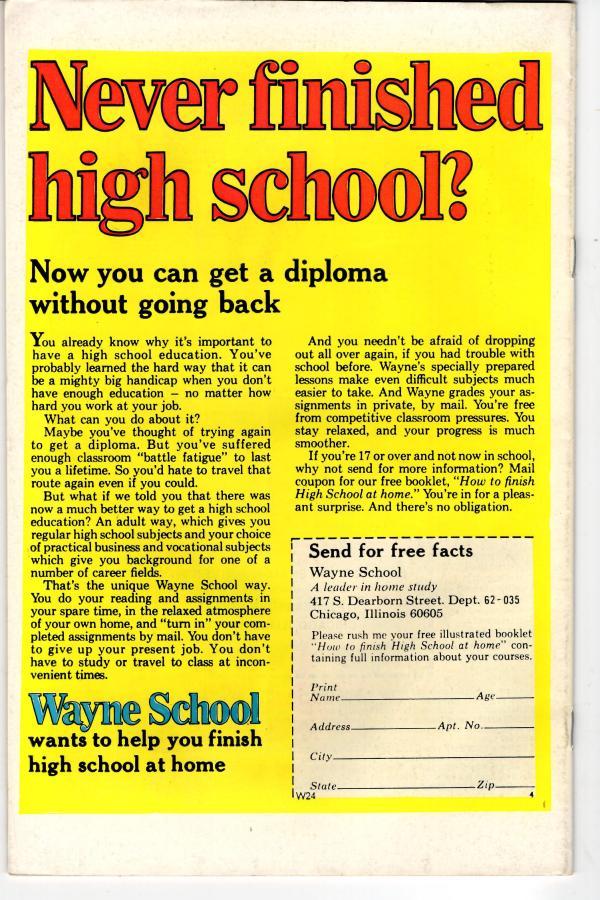 Never finished
high school?
Now you can get a diploma
without going back
You already know why it's important to
have a high school education. You've
probably learned the hard way that it can
be a mighty big handicap when you don't
have enough education – no matter how
hard you work at your job.
What can you do about it?
Maybe you've thought of trying again
to get a diploma. But you've suffered
enough classroom "battle fatigue" to last
you a lifetime. So you'd hate to travel that
route again even if you could.
But what if we told you that there was
now a much better way to get a high school
education? An adult way, which gives you
regular high school subjects and your choice
of practical business and vocational subjects
which give you background for one of a
number of career fields.
That's the unique Wayne School way.
You do your reading and assignments in
your spare time, in the relaxed atmosphere
of your own home, and "turn in" your com-
pleted assignments by mail. You don't have
to give up your present job. You don't
have to study or travel to class at incon-
venient times.
Wayne School
wants to help you finish
high school at home
And you needn't be afraid of dropping
out all over again, if you had trouble with
school before. Wayne's specially prepared
lessons make even difficult subjects much
easier to take. And Wayne grades your as-
signments in private, by mail. You're free
from competitive classroom pressures. You
stay relaxed, and your progress is much
smoother.
If you're 17 or over and not now in school,
why not send for more information? Mail
coupon for our free booklet, "How to finish
High School at home." You're in for a pleas-
ant surprise. And there's no obligation.
Send for free facts
Wayne School
A leader in home study
417 S. Dearborn Street. Dept. 62-035
Chicago, Illinois 60605
Please rush me your free illustrated booklet
"How to finish High School at home" con-
taining full information about your courses.
Print
Name Age
Address Apt. No.
City
State Zip
W24 4